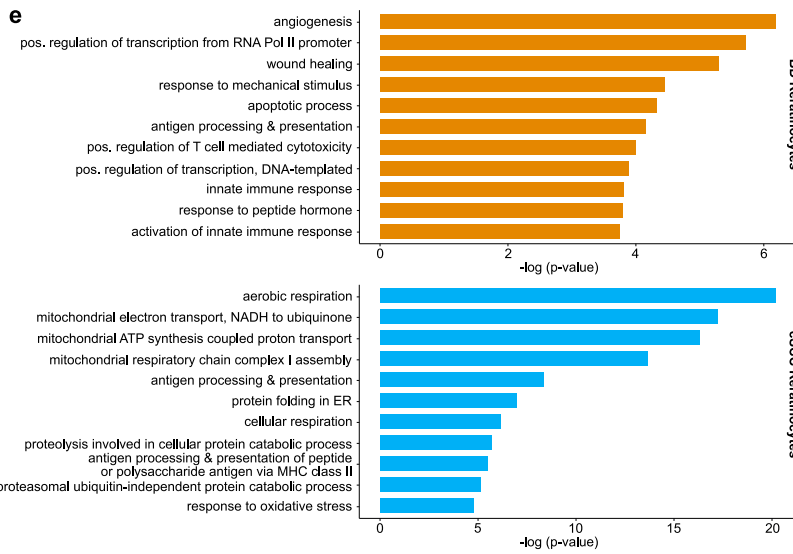 e
angiogenesis
pos. regulation of transcription from RNA Pol II promoter
wound healing
response to mechanical stimulus
apoptotic process
antigen processing & presentation
pos. regulation of T cell mediated cytotoxicity
pos. regulation of transcription, DNA-templated
innate immune response
response to peptide hormone
activation of innate immune response
0 2 4 6
-log (p-value)
aerobic respiration
mitochondrial electron transport, NADH to ubiquinone
mitochondrial ATP synthesis coupled proton transport
mitochondrial respiratory chain complex I assembly
antigen processing & presentation
protein folding in ER
cellular respiration
proteolysis involved in cellular protein catabolic process
antigen processing & presentation of peptide
or polysaccharide antigen via MHC class II
proteasomal ubiquitin-independent protein catabolic process
response to oxidative stress
0 5 10 15 20
-log (p-value)